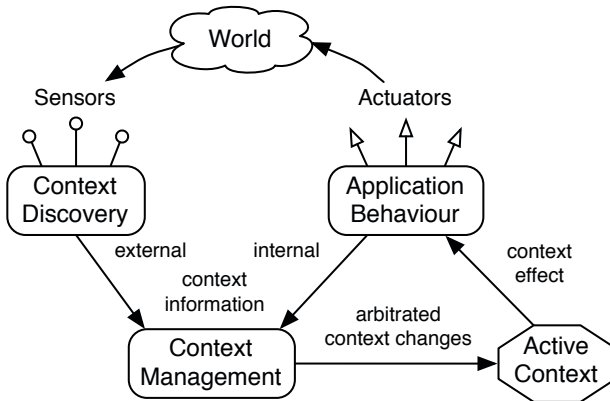 World
Sensors
Actuators
Context
Discovery
Application
Behaviour
external
internal
context
information
context
effect
arbitrated
context changes
Context
Management
Active
Context